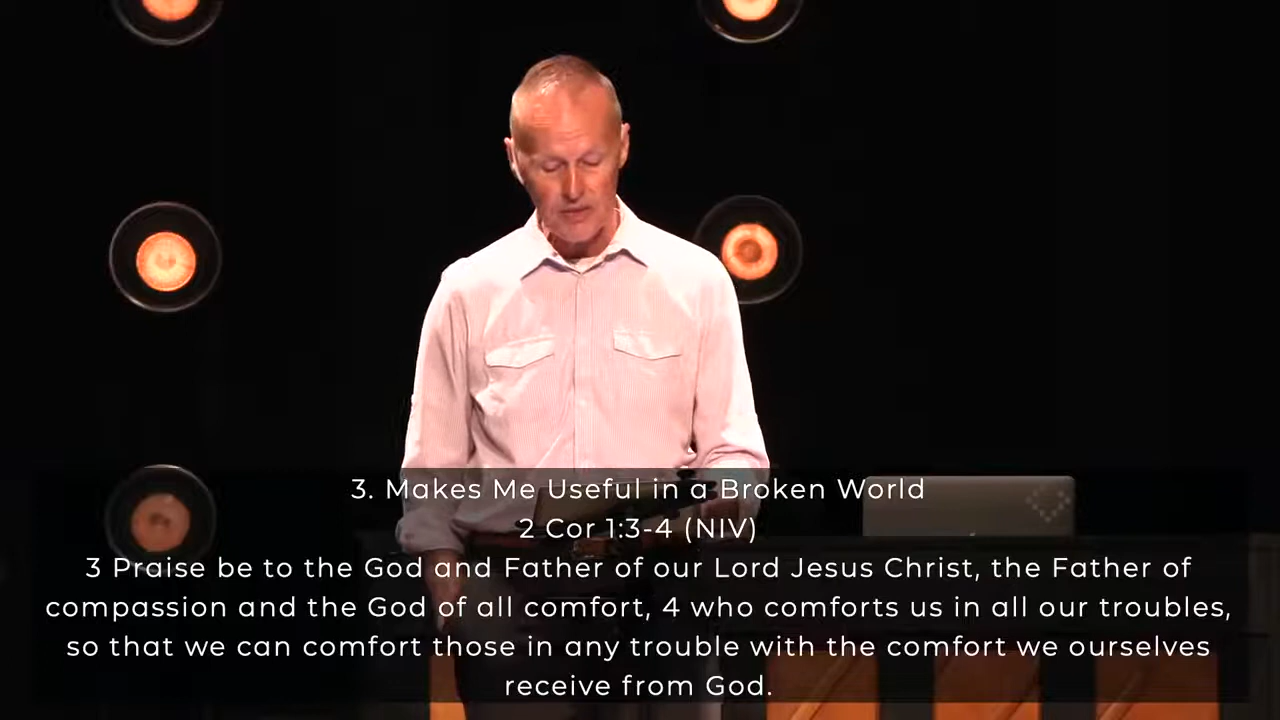 3. Makes Me Useful in a Broken World
2 Cor 1:3-4 (NIV)
3 Praise be to the God and Father of our Lord Jesus Christ, the Father of
compassion and the God of all comfort, 4 who comforts us in all our troubles,
so that we can comfort those in any trouble with the comfort we ourselves
receive from God.